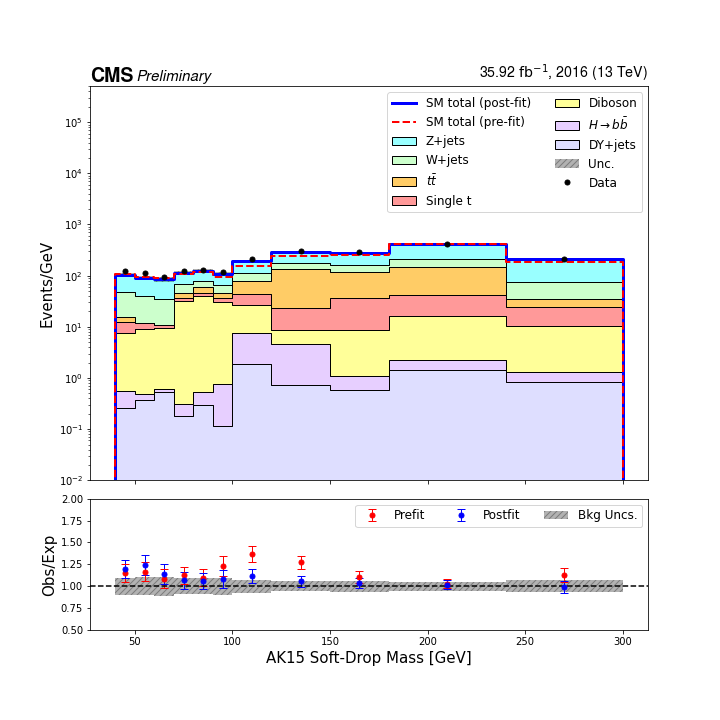 CMS Preliminary
35.92 fb⁻¹, 2016 (13 TeV)
SM total (post-fit)
SM total (pre-fit)
Z+jets
W+jets
tt̄
Single t
Diboson
H→bb̄
DY+jets
Unc.
Data
Events/GeV
10⁵
10⁴
10³
10²
10¹
10⁰
10⁻¹
10⁻²
Prefit
Postfit
Bkg Uncs.
Obs/Exp
2.00
1.75
1.50
1.25
1.00
0.75
0.50
50 100 150 200 250 300
AK15 Soft-Drop Mass [GeV]